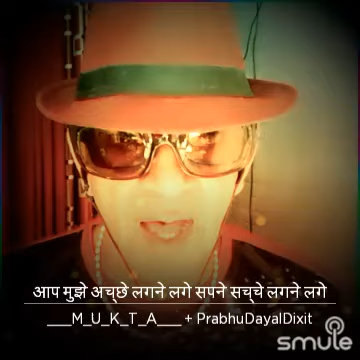 आप मुझे अच्छे लगने लगे सपने सच्चे लगने लगे
___M_U_K_T_A___ + PrabhuDayalDixit
smule